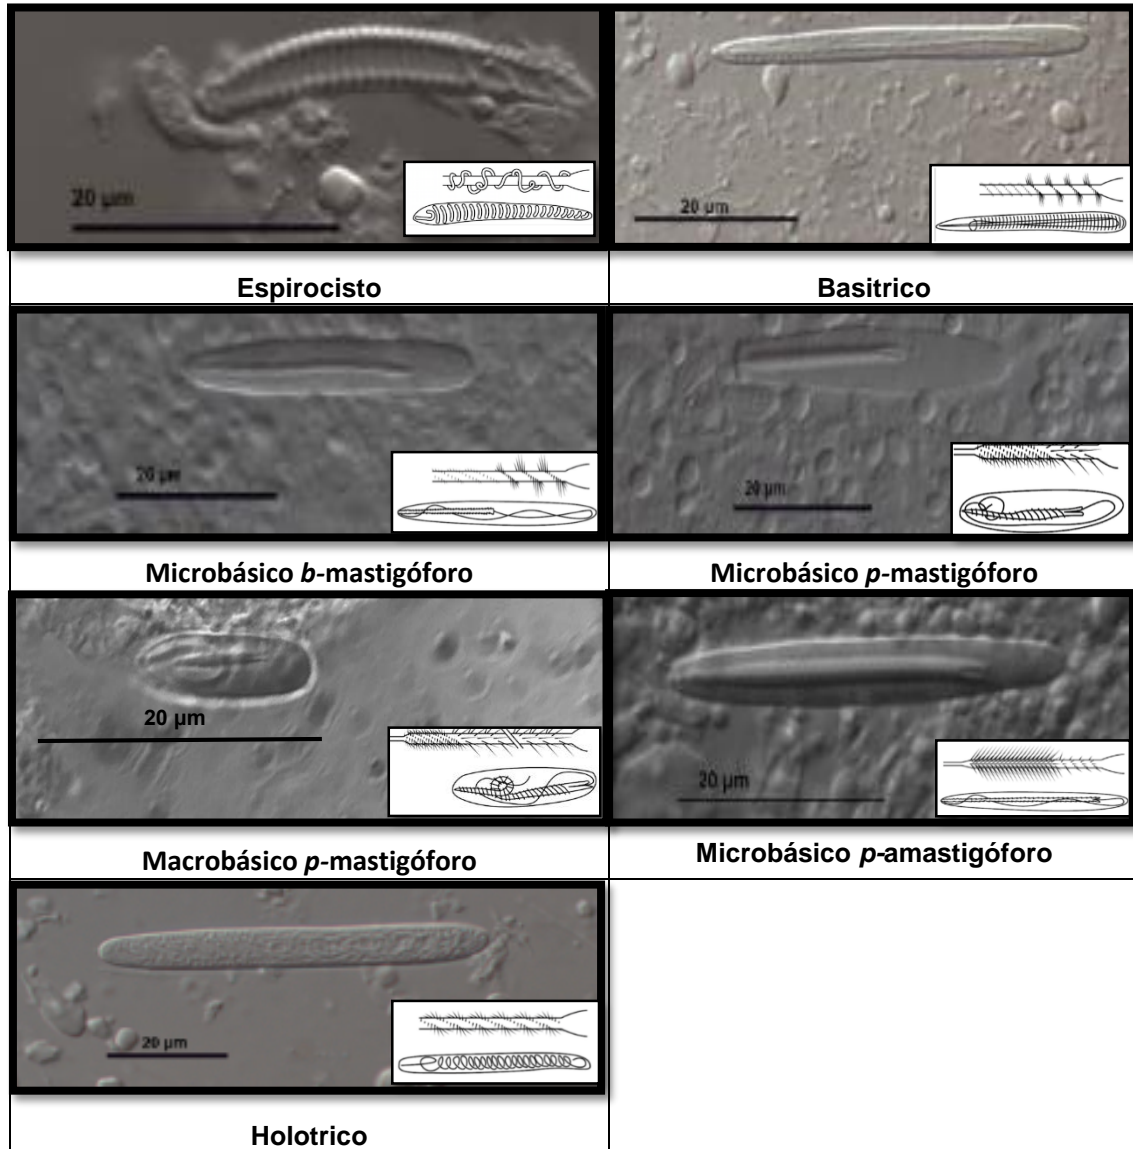 20 µm
20 µm
Espirocisto
Basitrico
20 µm
20 µm
Microbásico b-mastigóforo
Microbásico p-mastigóforo
20 µm
20 µm
Macrobásico p-mastigóforo
Microbásico p-amastigóforo
20 µm
Holotrico